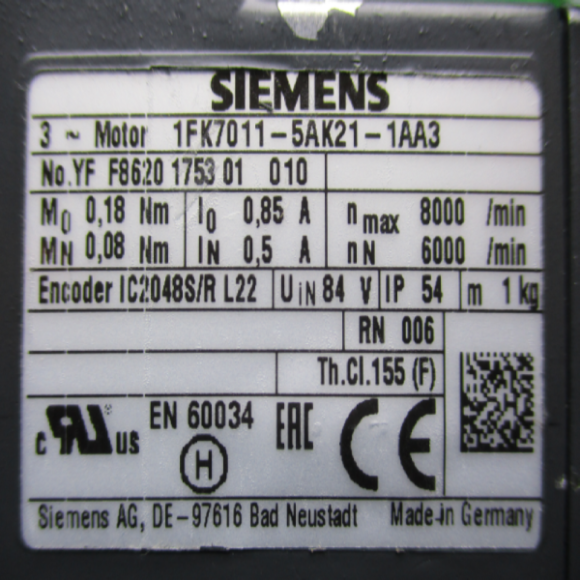 SIEMENS
3 ~ Motor 1FK7011-5AK21-1AA3
No.YF F8620 1753 01 010
M0 0,18 Nm I0 0,85 A nmax 8000 /min
MN 0,08 Nm IN 0,5 A nN 6000 /min
Encoder IC2048S/R L22 UIN 84 V IP 54 m 1 kg
RN 006
Th.Cl.155 (F)
c RU us EN 60034 EAC CE
H
Siemens AG, DE-97616 Bad Neustadt Made-in Germany